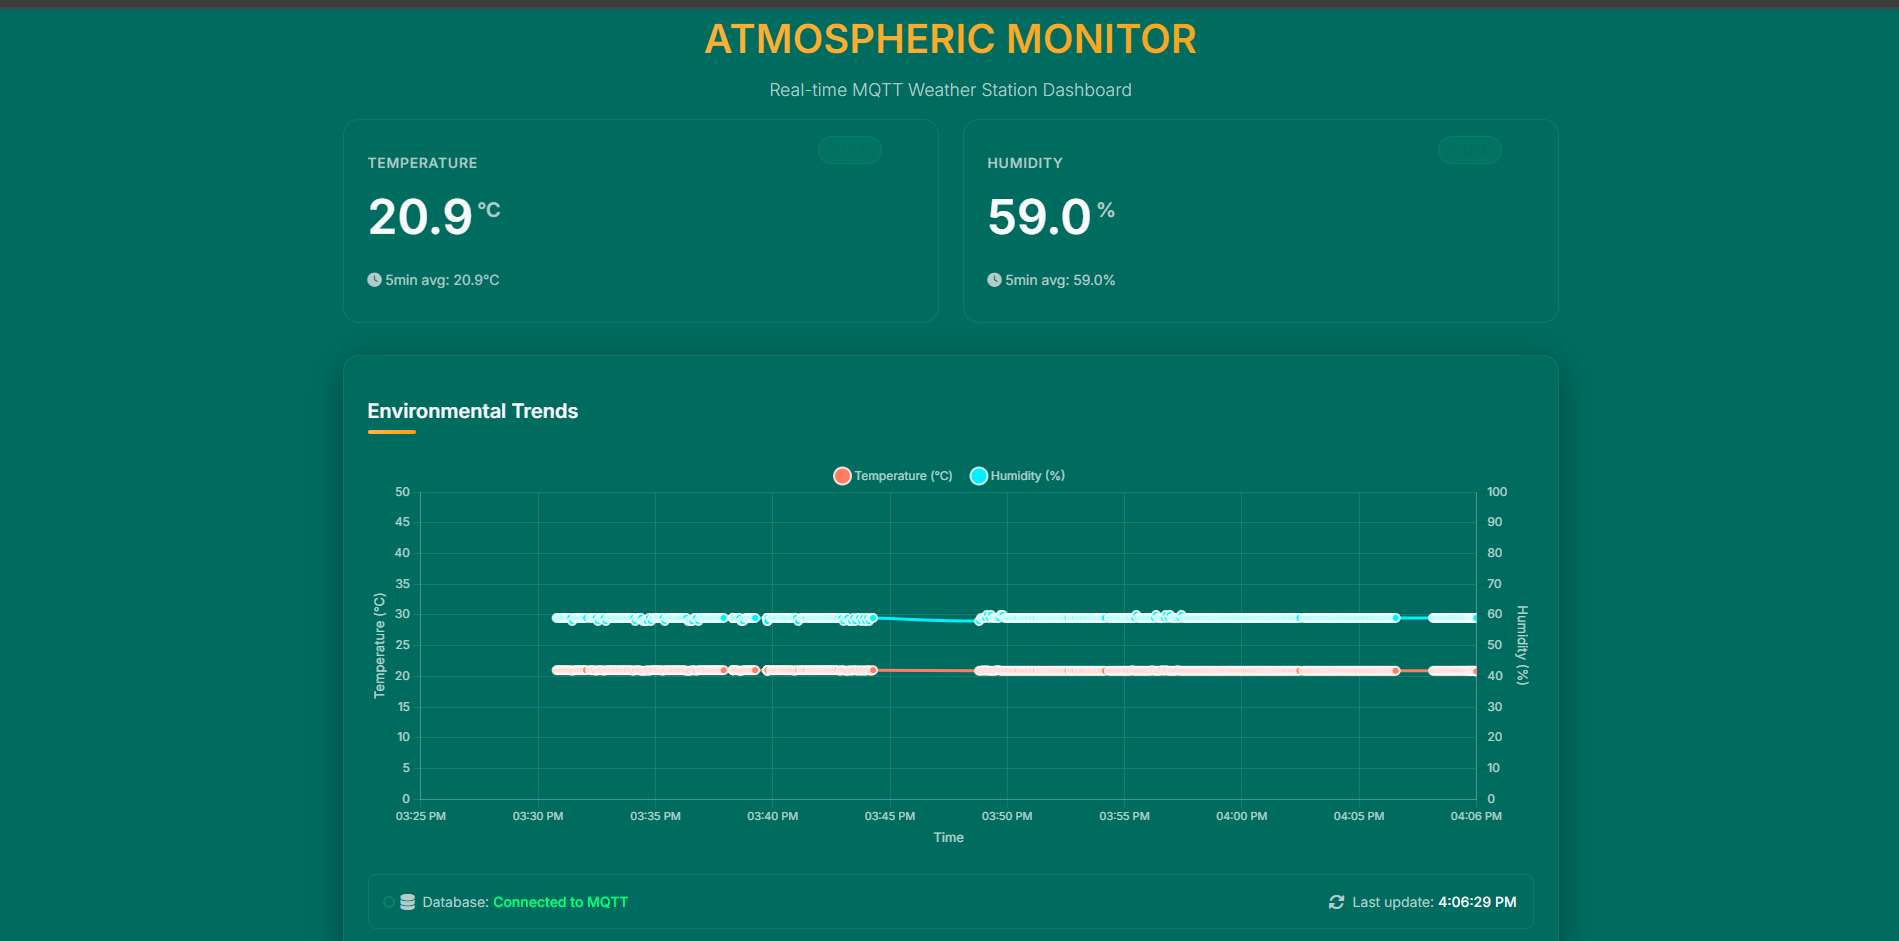 ATMOSPHERIC MONITOR
Real-time MQTT Weather Station Dashboard
TEMPERATURE
20.9 °C
5min avg: 20.9°C
HUMIDITY
59.0 %
5min avg: 59.0%
Environmental Trends
Temperature (°C) Humidity (%)
50 100
45 90
40 80
35 70
30 60
25 50
20 40
15 30
10 20
5 10
0 0
Temperature (°C)
Humidity (%)
03:25 PM 03:30 PM 03:35 PM 03:40 PM 03:45 PM 03:50 PM 03:55 PM 04:00 PM 04:05 PM 04:06 PM
Time
Database: Connected to MQTT
Last update: 4:06:29 PM